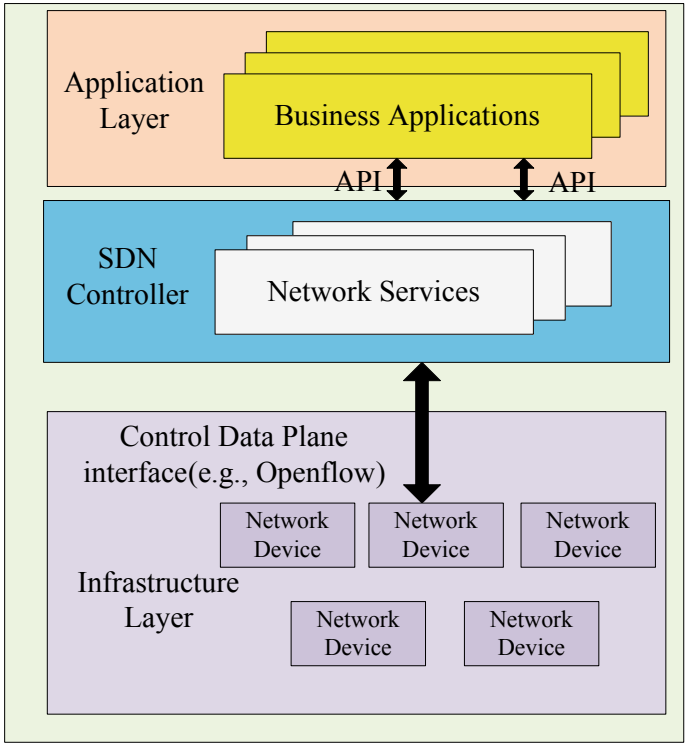 Application
Layer
Business Applications
API
API
SDN
Controller
Network Services
Control Data Plane
interface(e.g., Openflow)
Network
Device
Network
Device
Network
Device
Infrastructure
Layer
Network
Device
Network
Device